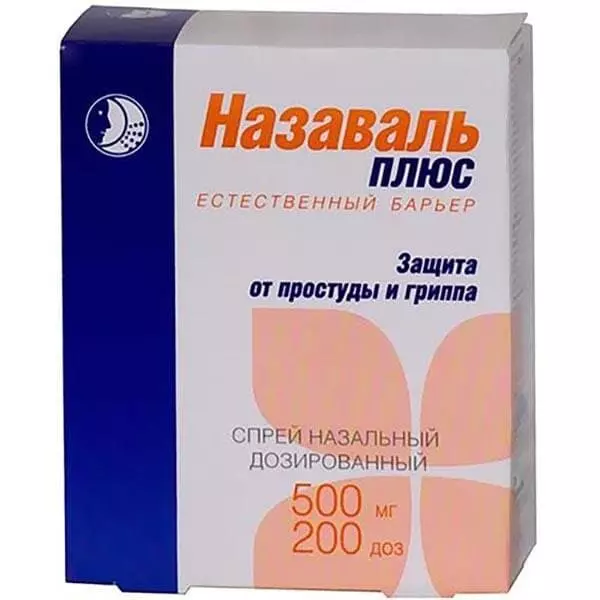 Назаваль
ПЛЮС
ЕСТЕСТВЕННЫЙ БАРЬЕР
Защита
от простуды и гриппа
СПРЕЙ НАЗАЛЬНЫЙ
ДОЗИРОВАННЫЙ
500 мг
200 доз